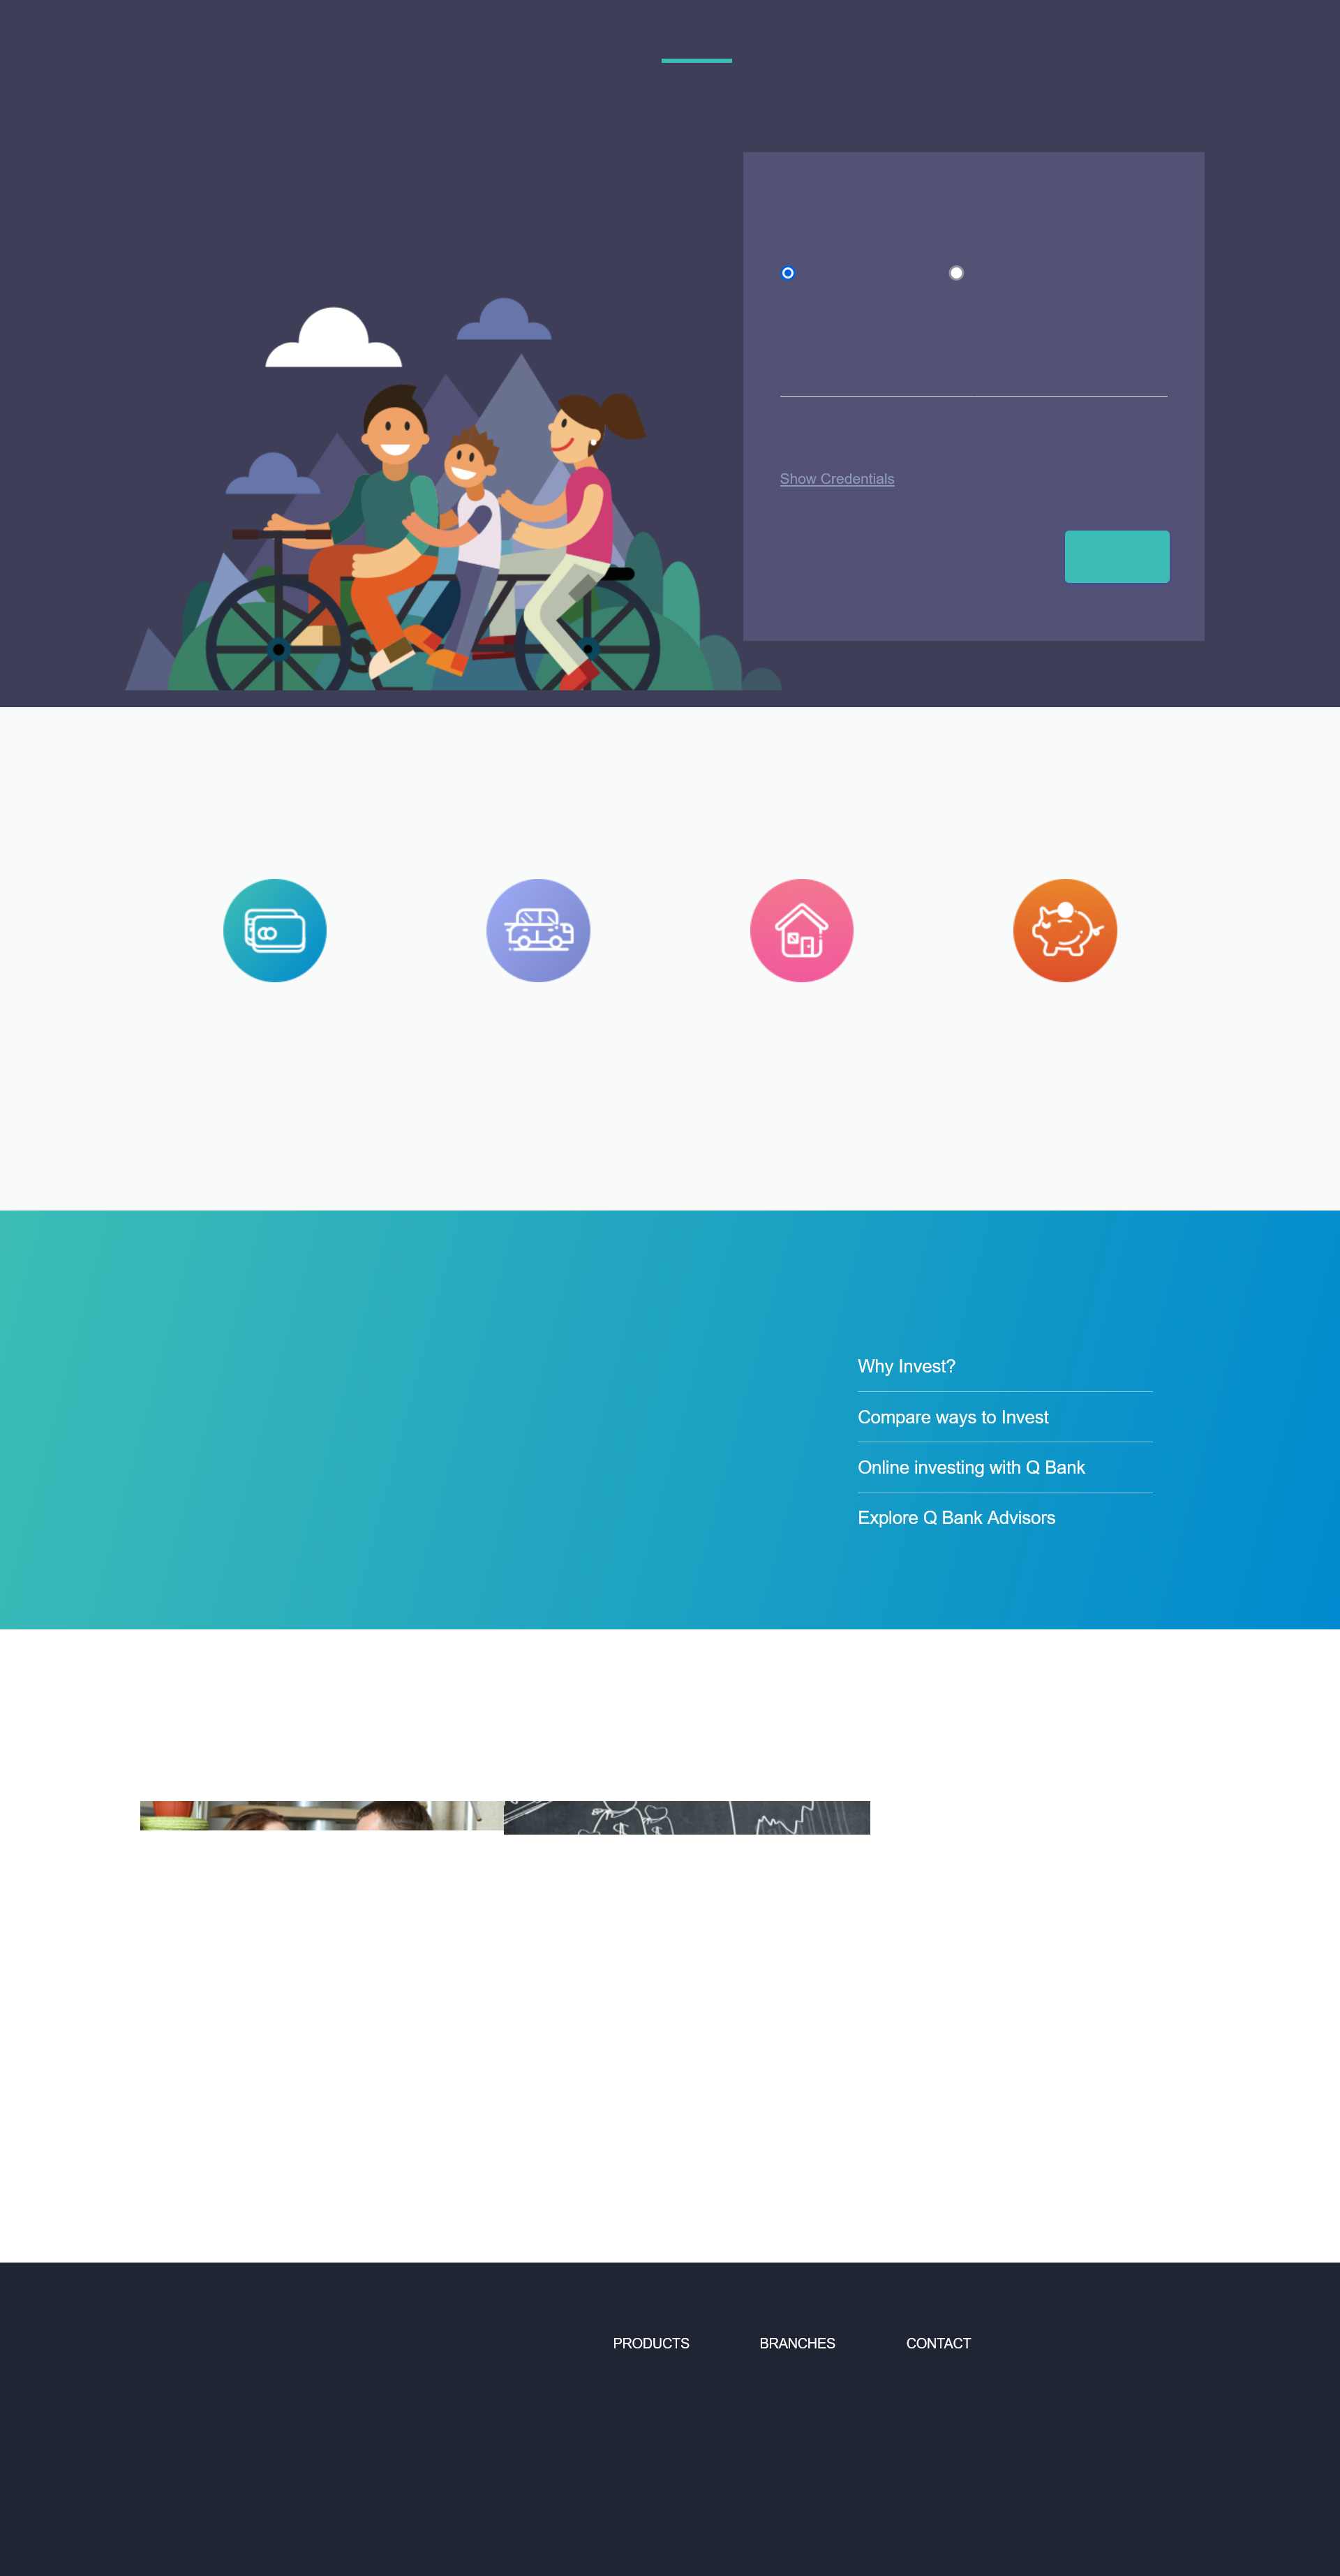 Show Credentials
Why Invest?
Compare ways to Invest
Online investing with Q Bank
Explore Q Bank Advisors
PRODUCTS
BRANCHES
CONTACT